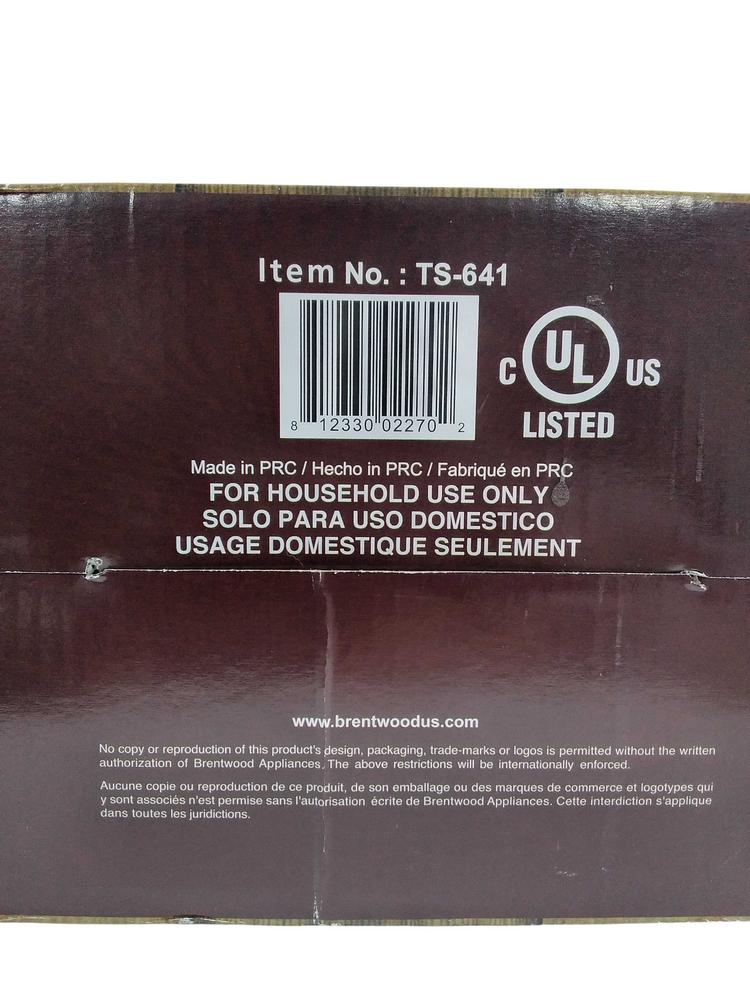 Item No. : TS-641
8 12330 02270 2
C UL US
LISTED
Made in PRC / Hecho in PRC / Fabriqué en PRC
FOR HOUSEHOLD USE ONLY
SOLO PARA USO DOMESTICO
USAGE DOMESTIQUE SEULEMENT
www.brentwoodus.com
No copy or reproduction of this product's design, packaging, trade-marks or logos is permitted without the written
authorization of Brentwood Appliances. The above restrictions will be internationally enforced.
Aucune copie ou reproduction de ce produit, de son emballage ou des marques de commerce et logotypes qui
y sont associés n'est permise sans l'autorisation écrite de Brentwood Appliances. Cette interdiction s'applique
dans toutes les juridictions.